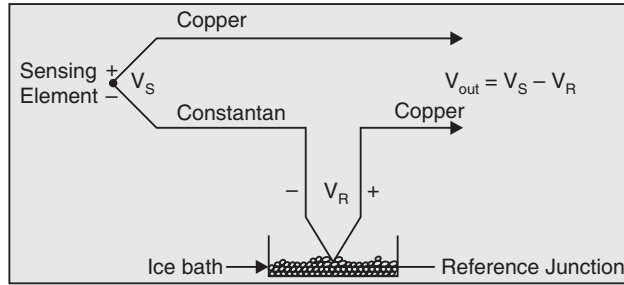 Copper
Sensing +
Element –
V_S
V_out = V_S – V_R
Constantan
Copper
– V_R +
Ice bath
Reference Junction